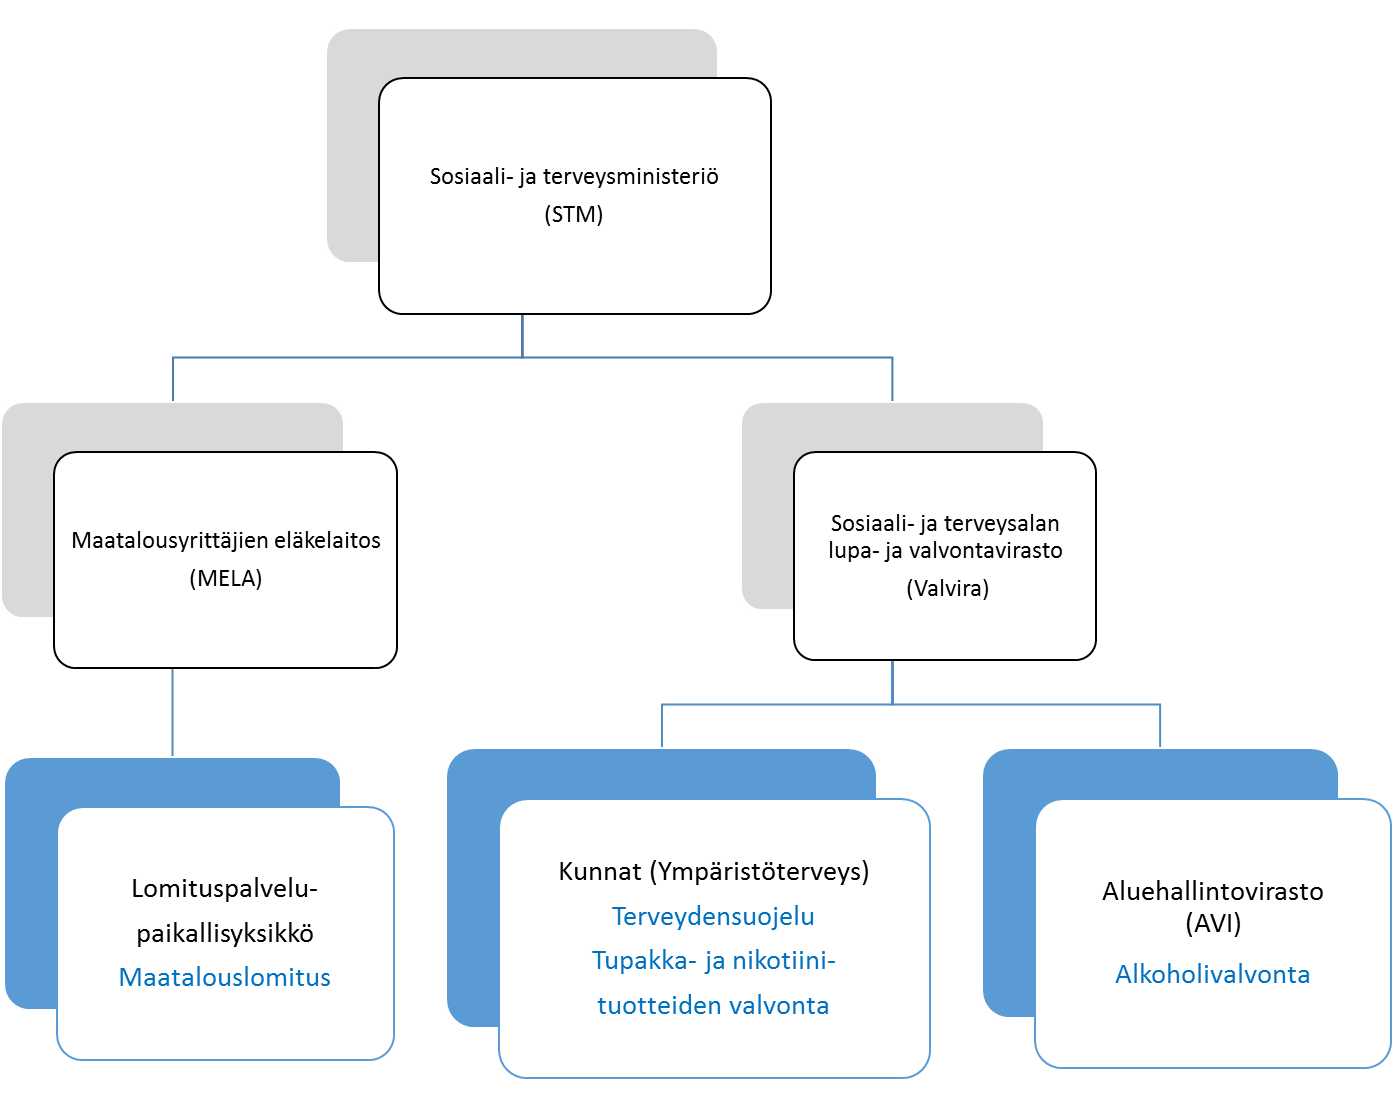 Sosiaali- ja terveysministeriö
(STM)
Maatalousyrittäjien eläkelaitos
(MELA)
Sosiaali- ja terveysalan
lupa- ja valvontavirasto
(Valvira)
Lomituspalvelu-
paikallisyksikkö
Maatalouslomitus
Kunnat (Ympäristöterveys)
Terveydensuojelu
Tupakka- ja nikotiini-
tuotteiden valvonta
Aluehallintovirasto
(AVI)
Alkoholivalvonta